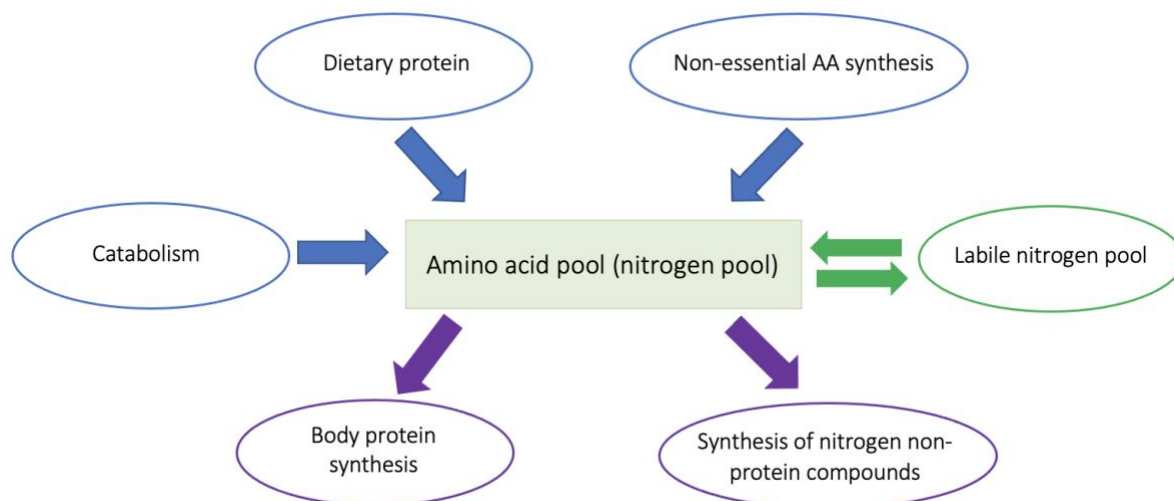 Dietary protein
Non-essential AA synthesis
Catabolism
Amino acid pool (nitrogen pool)
Labile nitrogen pool
Body protein
synthesis
Synthesis of nitrogen non-
protein compounds